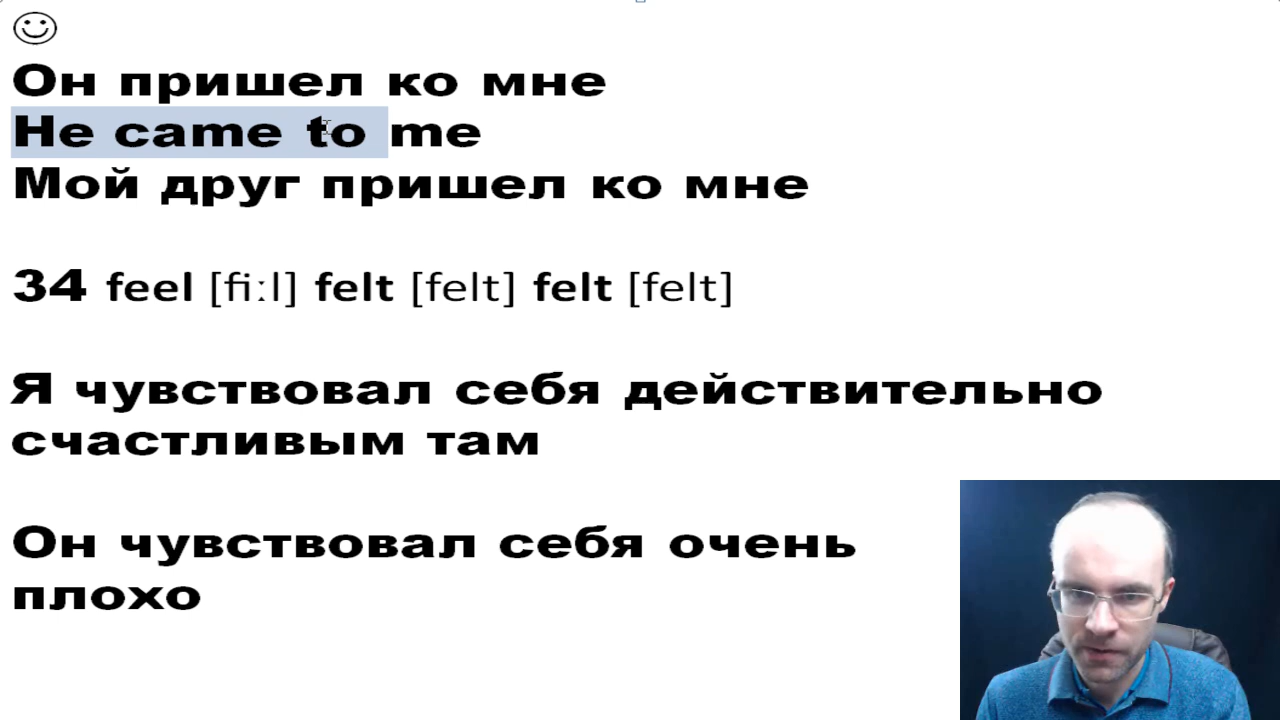 Он пришел ко мне
He came to me
Мой друг пришел ко мне
34 feel [fiːl] felt [felt] felt [felt]
Я чувствовал себя действительно
счастливым там
Он чувствовал себя очень
плохо